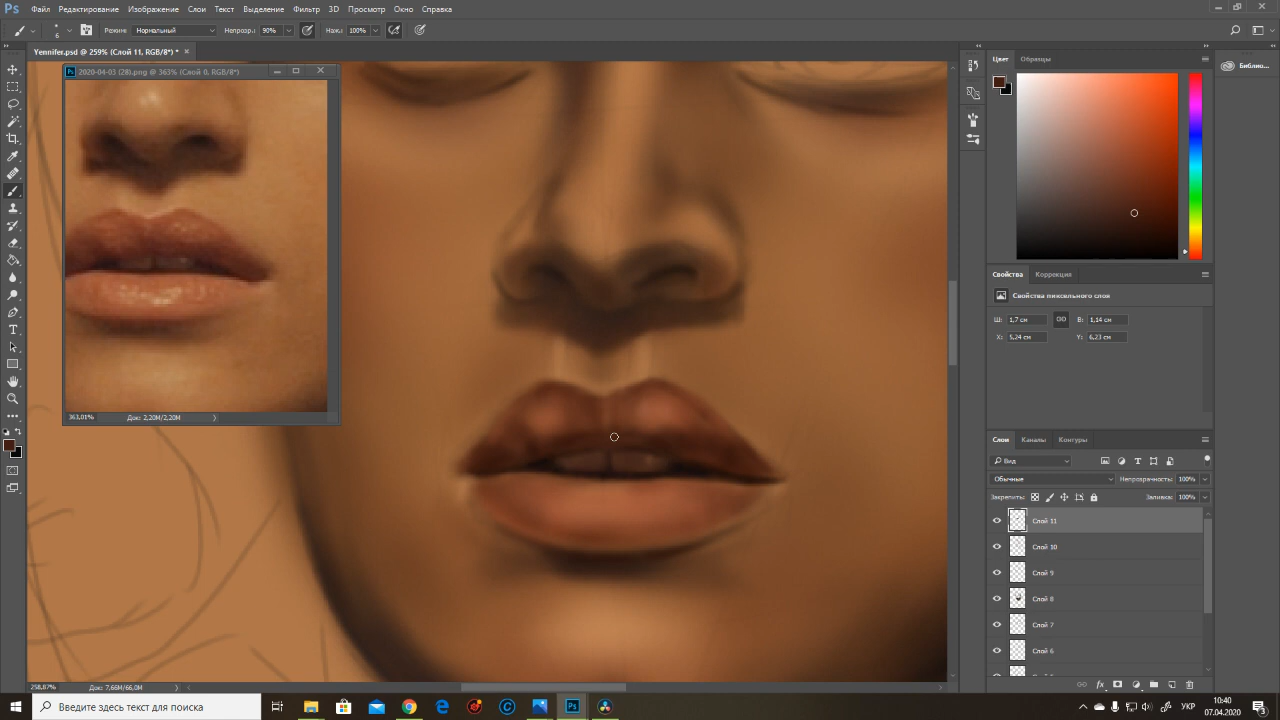 Ps Файл Редактирование Изображение Слои Текст Выделение Фильтр 3D Просмотр Окно Справка
6 Режим: Нормальный Непрозр.: 90% Наж.: 100%
Yennifer.psd @ 259% (Слой 11, RGB/8*) *
2020-04-03 (28).png @ 363% (Слой 0, RGB/8*)
363,01% Док: 2,20M/2,20M
258,87% Док: 7,66M/66,0M
Цвет Образцы
Библио...
Свойства Коррекция
Свойства пиксельного слоя
Ш: 1,7 см В: 1,14 см
X: 5,24 см Y: 6,23 см
Слои Каналы Контуры
Вид
Обычные Непрозрачность: 100%
Закрепить: Заливка: 100%
Слой 11
Слой 10
Слой 9
Слой 8
Слой 7
Слой 6
Введите здесь текст для поиска
УКР
10:40
07.04.2020